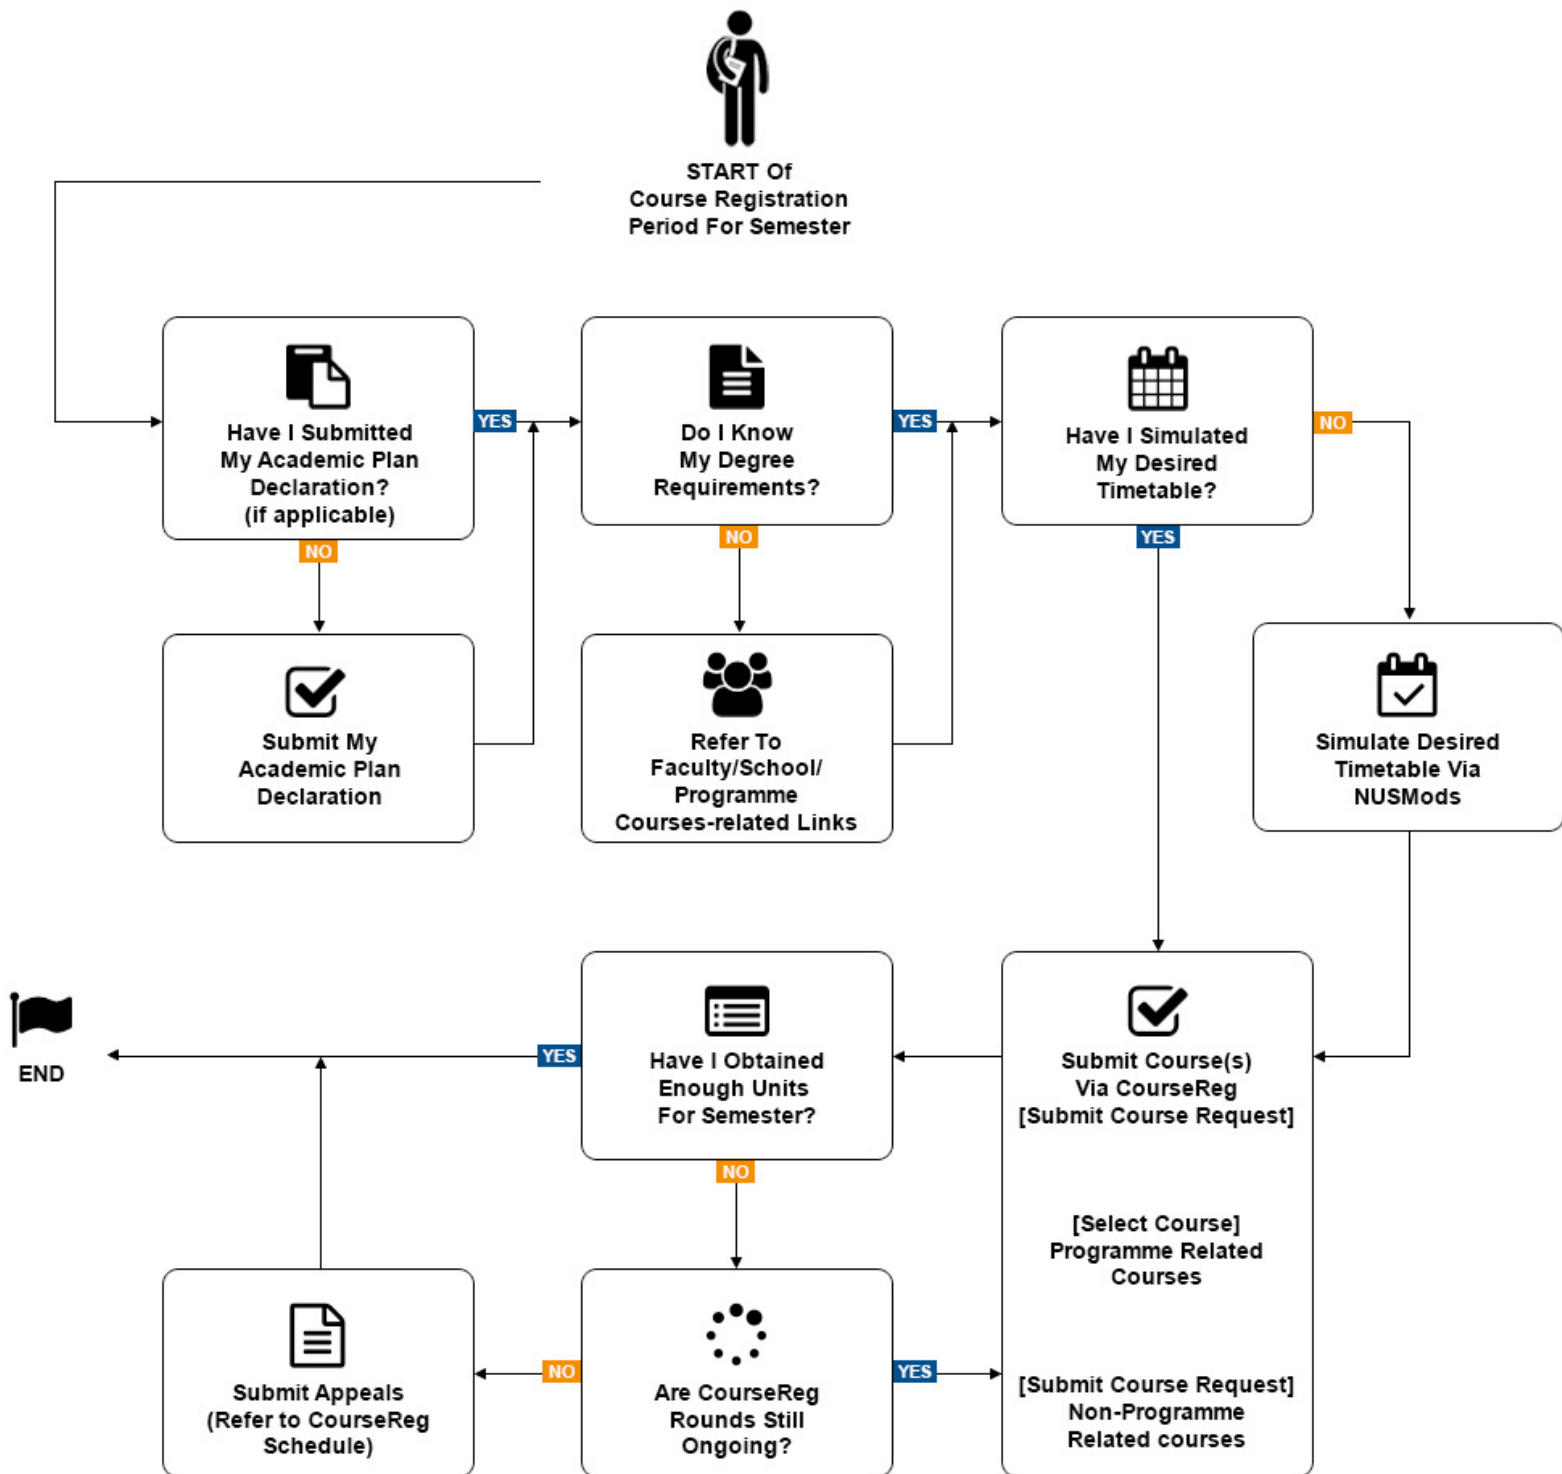 START Of
Course Registration
Period For Semester
Have I Submitted
My Academic Plan
Declaration?
(if applicable)
YES
NO
Do I Know
My Degree
Requirements?
YES
NO
Have I Simulated
My Desired
Timetable?
NO
YES
Submit My
Academic Plan
Declaration
Refer To
Faculty/School/
Programme
Courses-related Links
Simulate Desired
Timetable Via
NUSMods
END
YES
Have I Obtained
Enough Units
For Semester?
NO
Submit Course(s)
Via CourseReg
[Submit Course Request]
[Select Course]
Programme Related
Courses
[Submit Course Request]
Non-Programme
Related courses
Submit Appeals
(Refer to CourseReg
Schedule)
NO
Are CourseReg
Rounds Still
Ongoing?
YES